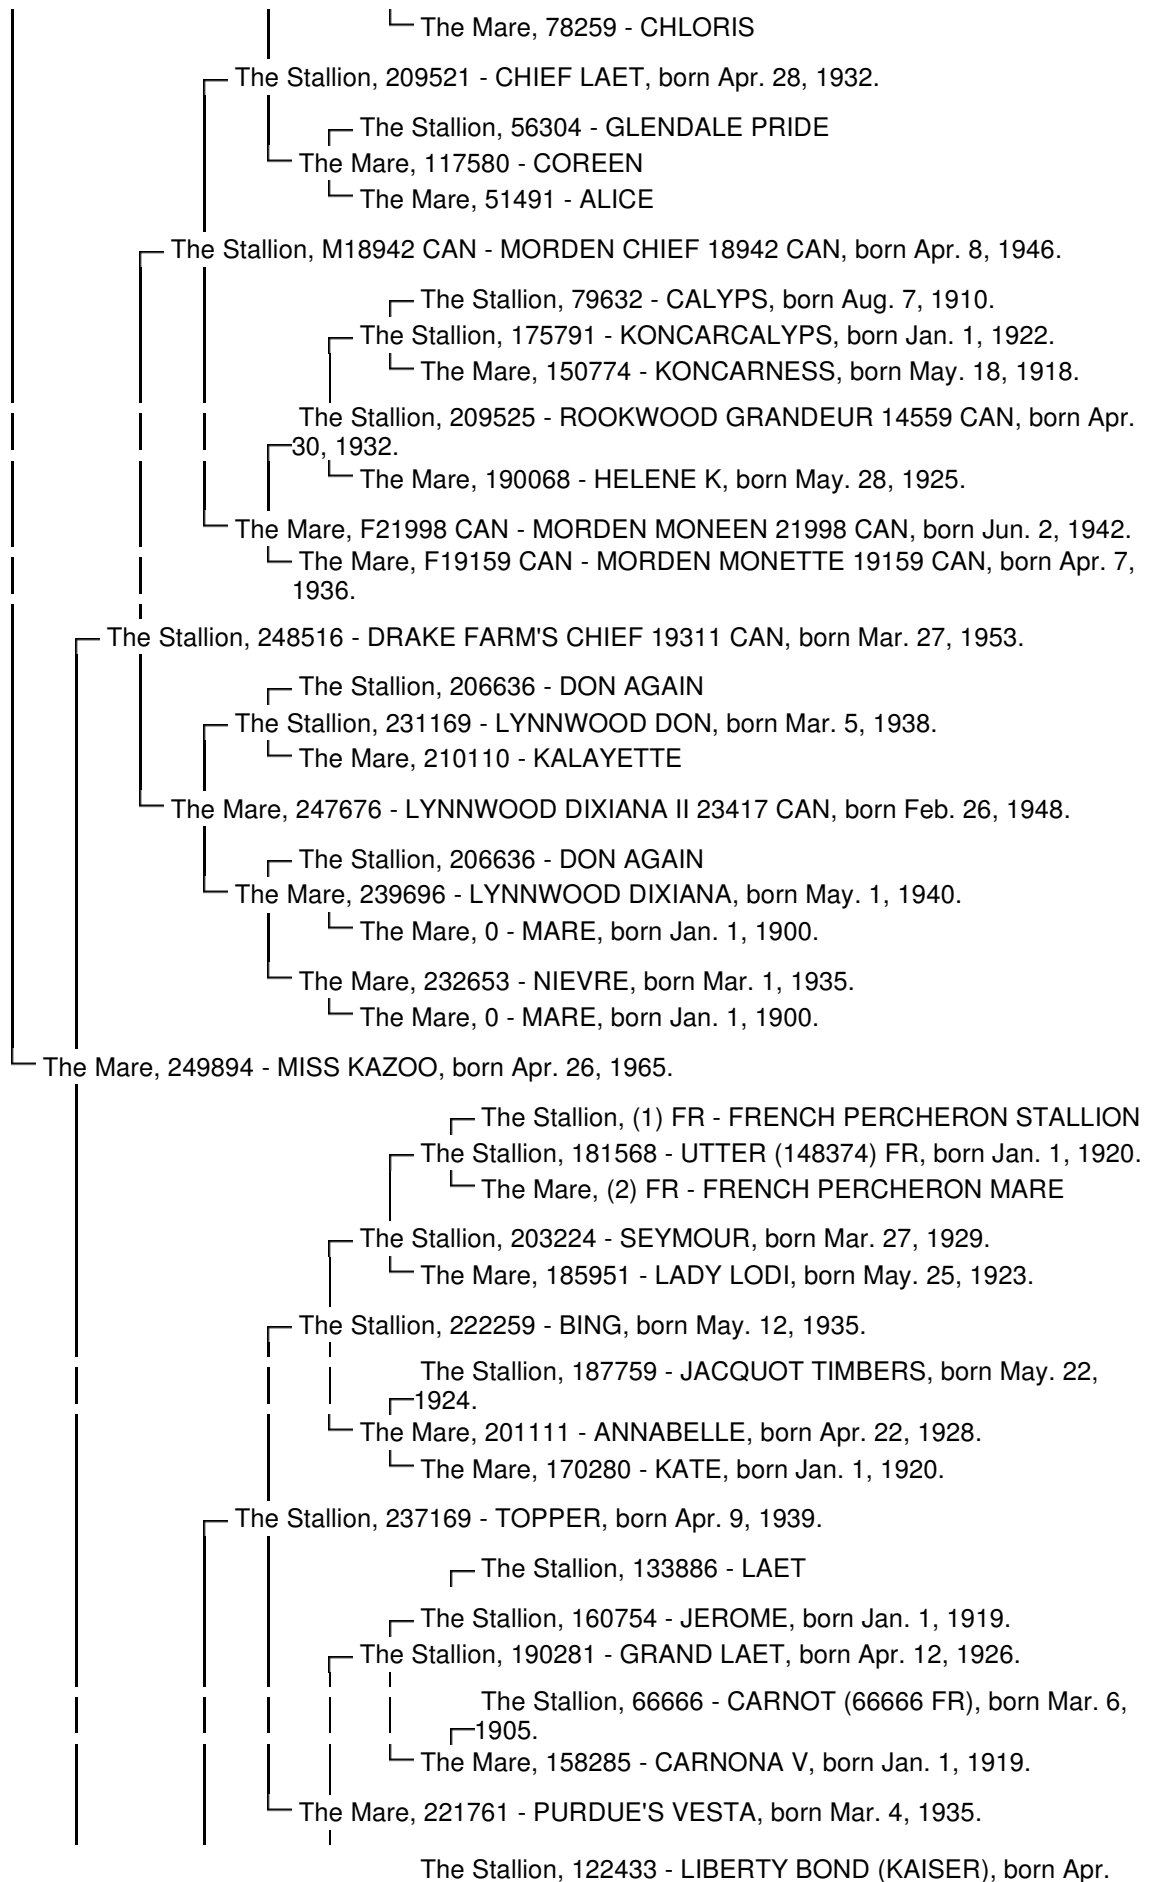 The Mare, 78259 - CHLORIS
The Stallion, 209521 - CHIEF LAET, born Apr. 28, 1932.
The Stallion, 56304 - GLENDALE PRIDE
The Mare, 117580 - COREEN
The Mare, 51491 - ALICE
The Stallion, M18942 CAN - MORDEN CHIEF 18942 CAN, born Apr. 8, 1946.
The Stallion, 79632 - CALYPS, born Aug. 7, 1910.
The Stallion, 175791 - KONCARCALYPS, born Jan. 1, 1922.
The Mare, 150774 - KONCARNESS, born May. 18, 1918.
The Stallion, 209525 - ROOKWOOD GRANDEUR 14559 CAN, born Apr.
30, 1932.
The Mare, 190068 - HELENE K, born May. 28, 1925.
The Mare, F21998 CAN - MORDEN MONEEN 21998 CAN, born Jun. 2, 1942.
The Mare, F19159 CAN - MORDEN MONETTE 19159 CAN, born Apr. 7,
1936.
The Stallion, 248516 - DRAKE FARM'S CHIEF 19311 CAN, born Mar. 27, 1953.
The Stallion, 206636 - DON AGAIN
The Stallion, 231169 - LYNNWOOD DON, born Mar. 5, 1938.
The Mare, 210110 - KALAYETTE
The Mare, 247676 - LYNNWOOD DIXIANA II 23417 CAN, born Feb. 26, 1948.
The Stallion, 206636 - DON AGAIN
The Mare, 239696 - LYNNWOOD DIXIANA, born May. 1, 1940.
The Mare, 0 - MARE, born Jan. 1, 1900.
The Mare, 232653 - NIEVRE, born Mar. 1, 1935.
The Mare, 0 - MARE, born Jan. 1, 1900.
The Mare, 249894 - MISS KAZOO, born Apr. 26, 1965.
The Stallion, (1) FR - FRENCH PERCHERON STALLION
The Stallion, 181568 - UTTER (148374) FR, born Jan. 1, 1920.
The Mare, (2) FR - FRENCH PERCHERON MARE
The Stallion, 203224 - SEYMOUR, born Mar. 27, 1929.
The Mare, 185951 - LADY LODI, born May. 25, 1923.
The Stallion, 222259 - BING, born May. 12, 1935.
The Stallion, 187759 - JACQUOT TIMBERS, born May. 22,
1924.
The Mare, 201111 - ANNABELLE, born Apr. 22, 1928.
The Mare, 170280 - KATE, born Jan. 1, 1920.
The Stallion, 237169 - TOPPER, born Apr. 9, 1939.
The Stallion, 133886 - LAET
The Stallion, 160754 - JEROME, born Jan. 1, 1919.
The Stallion, 190281 - GRAND LAET, born Apr. 12, 1926.
The Stallion, 66666 - CARNOT (66666 FR), born Mar. 6,
1905.
The Mare, 158285 - CARNONA V, born Jan. 1, 1919.
The Mare, 221761 - PURDUE'S VESTA, born Mar. 4, 1935.
The Stallion, 122433 - LIBERTY BOND (KAISER), born Apr.